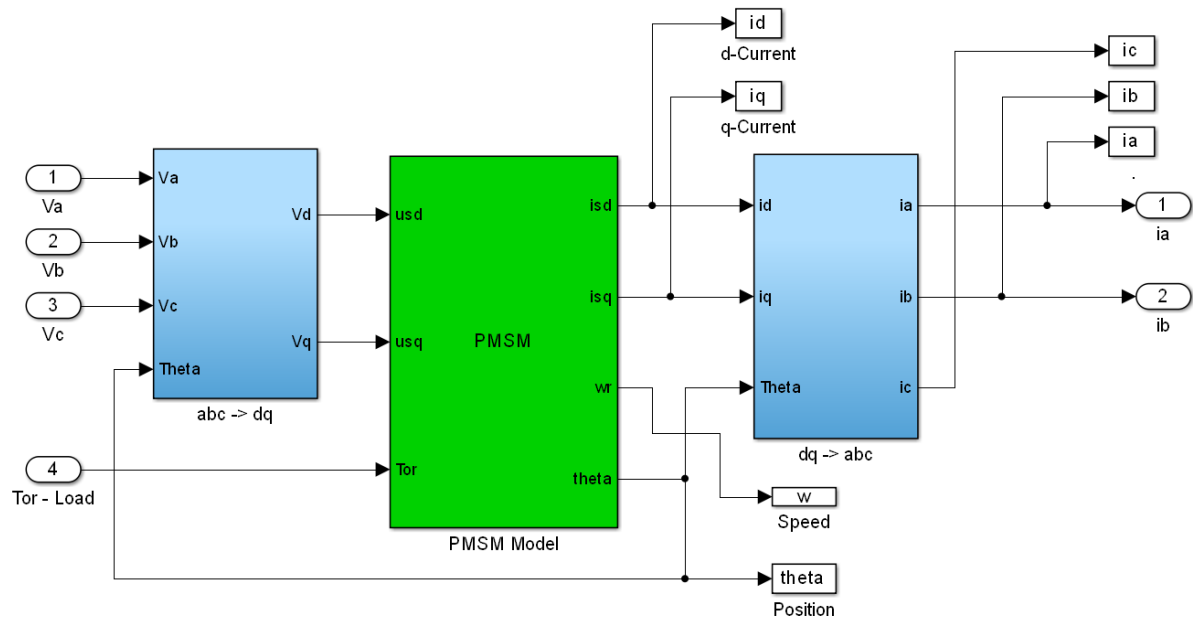 id
d-Current
iq
q-Current
ic
ib
ia
.
1
Va
2
Vb
3
Vc
Va
Vb
Vc
Theta
Vd
Vq
abc -> dq
4
Tor - Load
usd
usq
Tor
PMSM
isd
isq
wr
theta
PMSM Model
id
iq
Theta
ia
ib
ic
dq -> abc
1
ia
2
ib
w
Speed
theta
Position